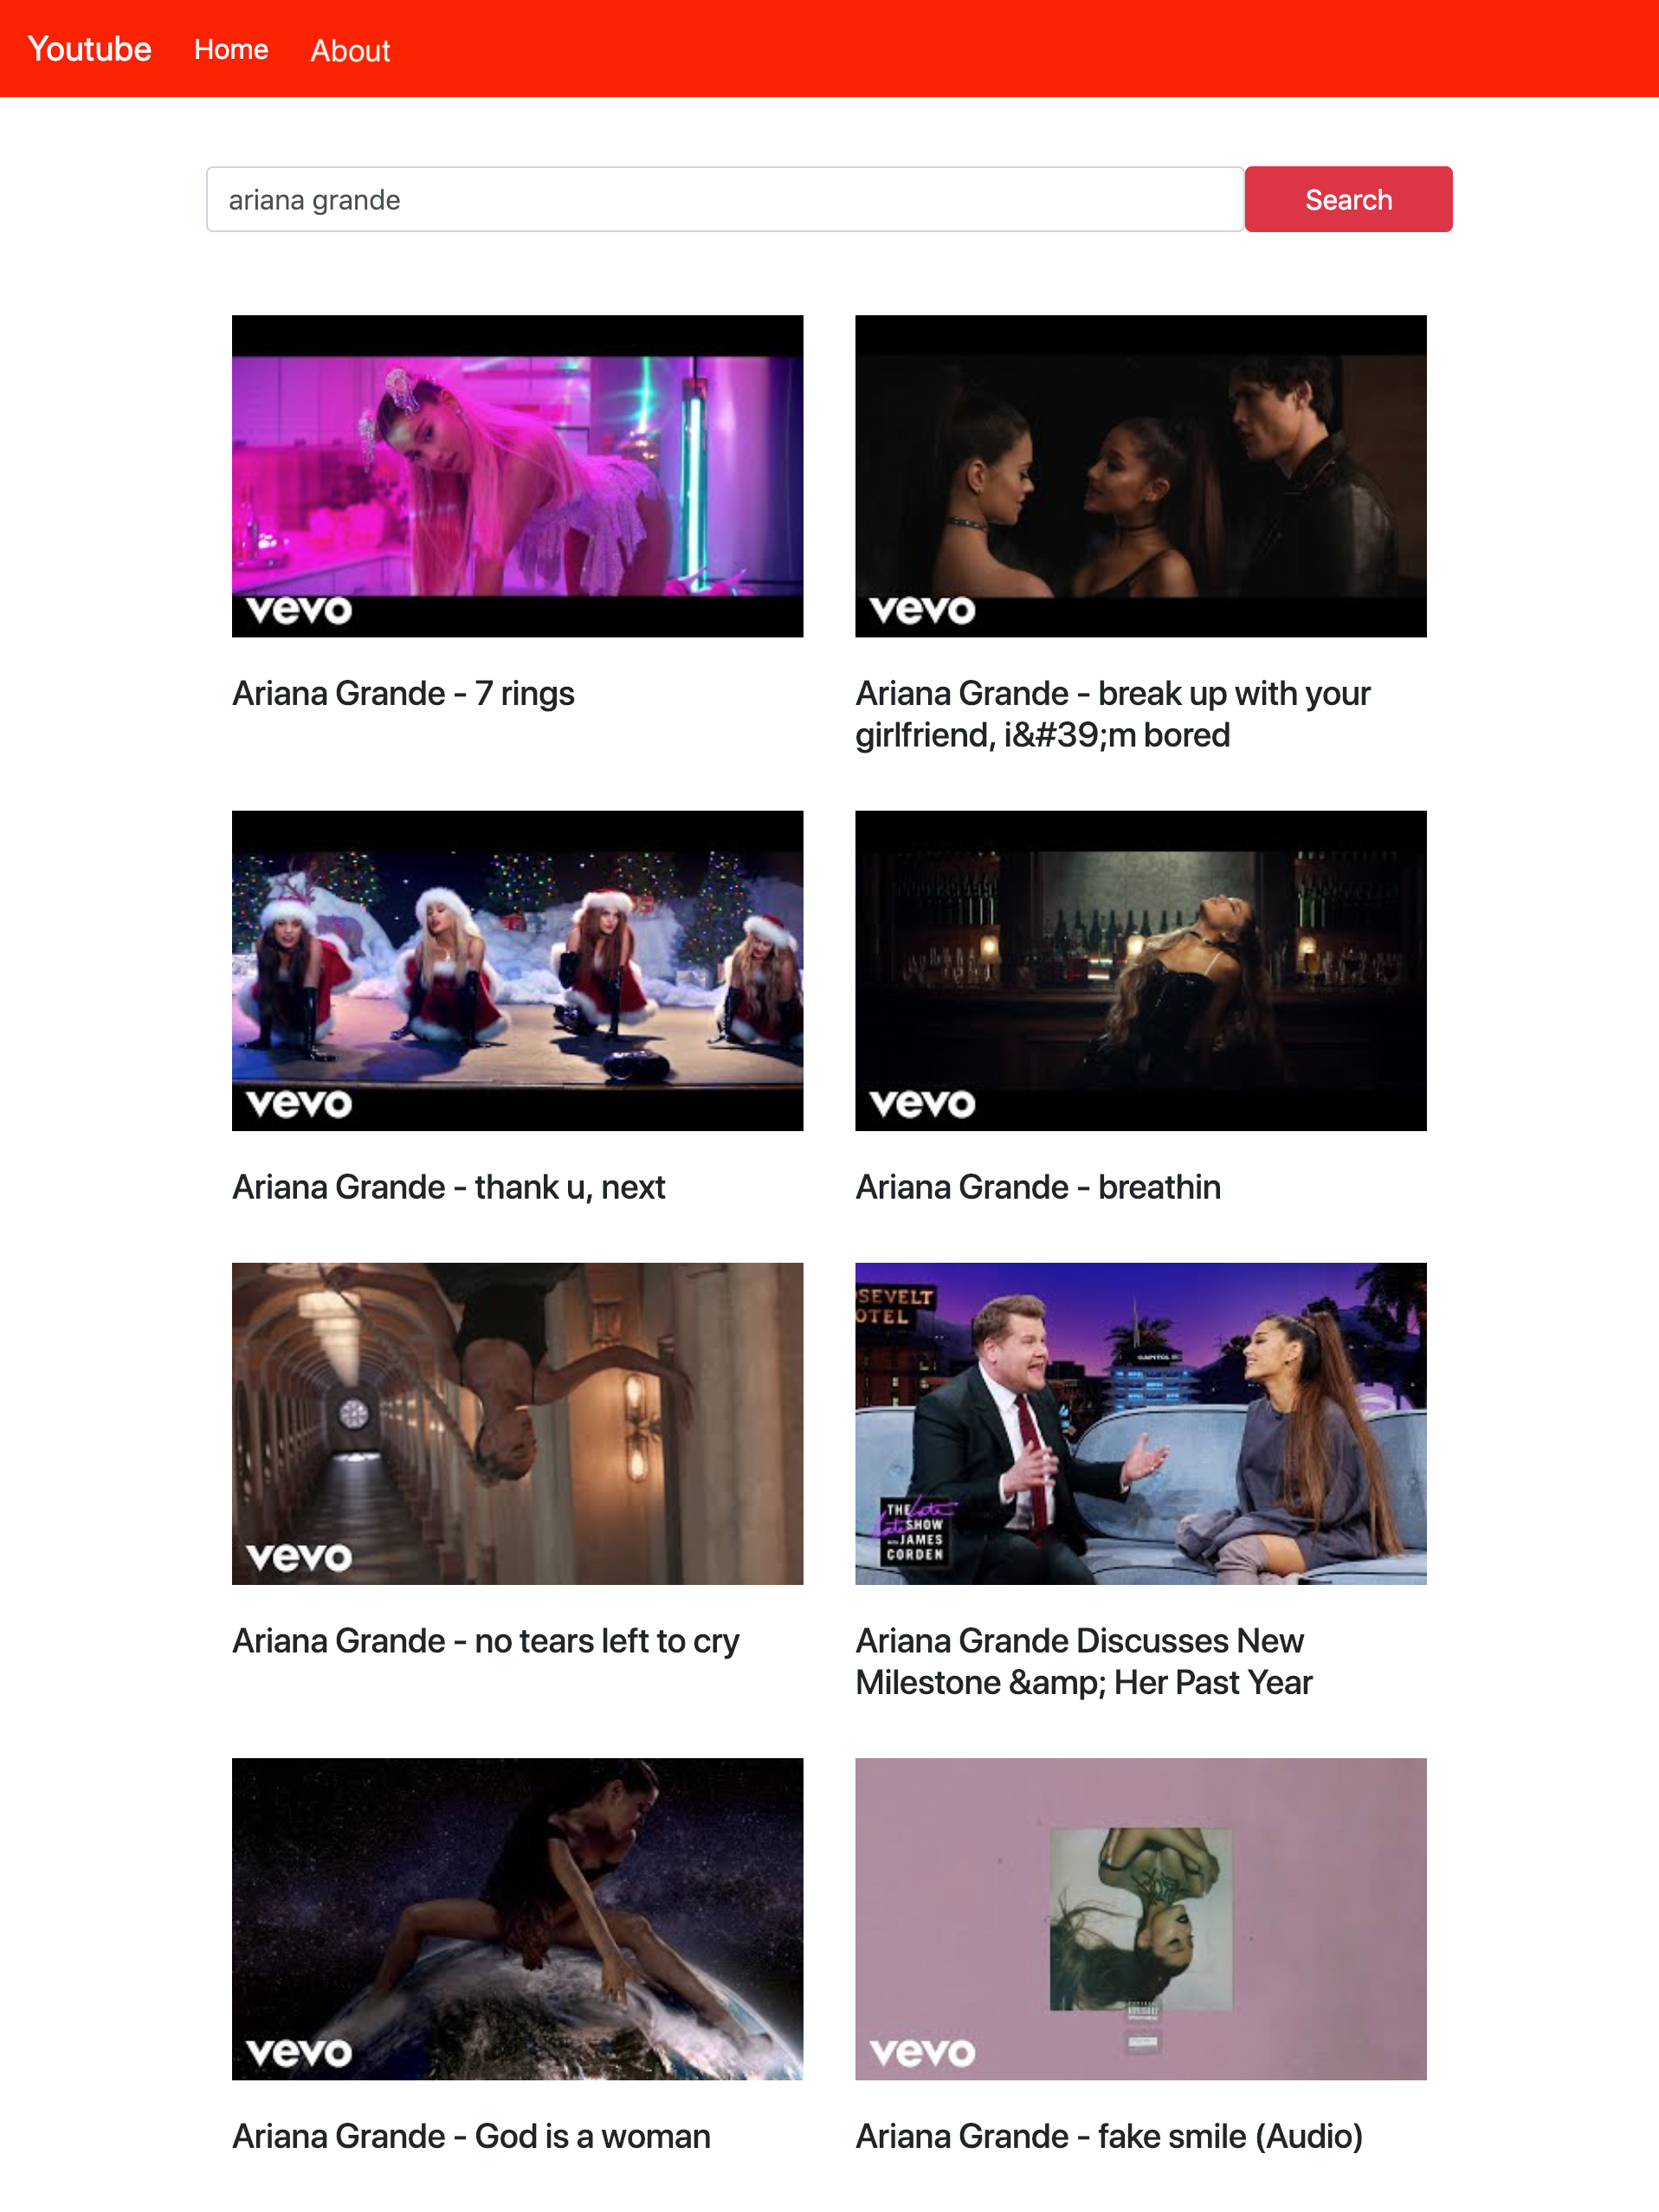 Youtube Home About
ariana grande Search
vevo
vevo
Ariana Grande - 7 rings
Ariana Grande - break up with your
girlfriend, i&#39;m bored
vevo
vevo
Ariana Grande - thank u, next
Ariana Grande - breathin
SEVELT
OTEL
CAPITOL
THE Late
Late SHOW
JAMES
CORDEN
vevo
Ariana Grande - no tears left to cry
Ariana Grande Discusses New
Milestone &amp; Her Past Year
vevo
vevo
Ariana Grande - God is a woman
Ariana Grande - fake smile (Audio)